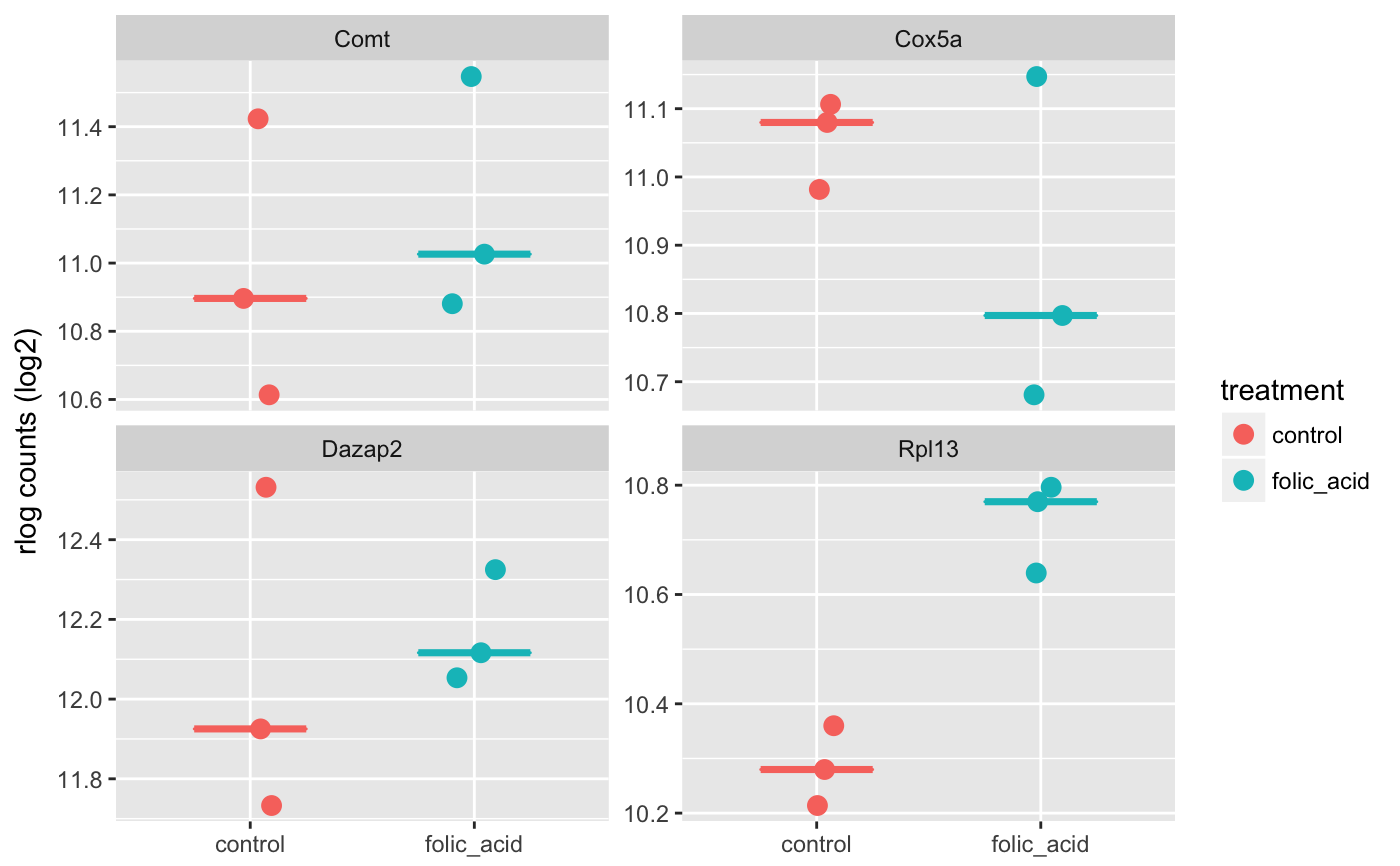 Comt
Cox5a
11.4
11.2
11.0
10.8
10.6
11.1
11.0
10.9
10.8
10.7
Dazap2
Rpl13
12.4
12.2
12.0
11.8
10.8
10.6
10.4
10.2
control
folic_acid
control
folic_acid
rlog counts (log2)
treatment
control
folic_acid